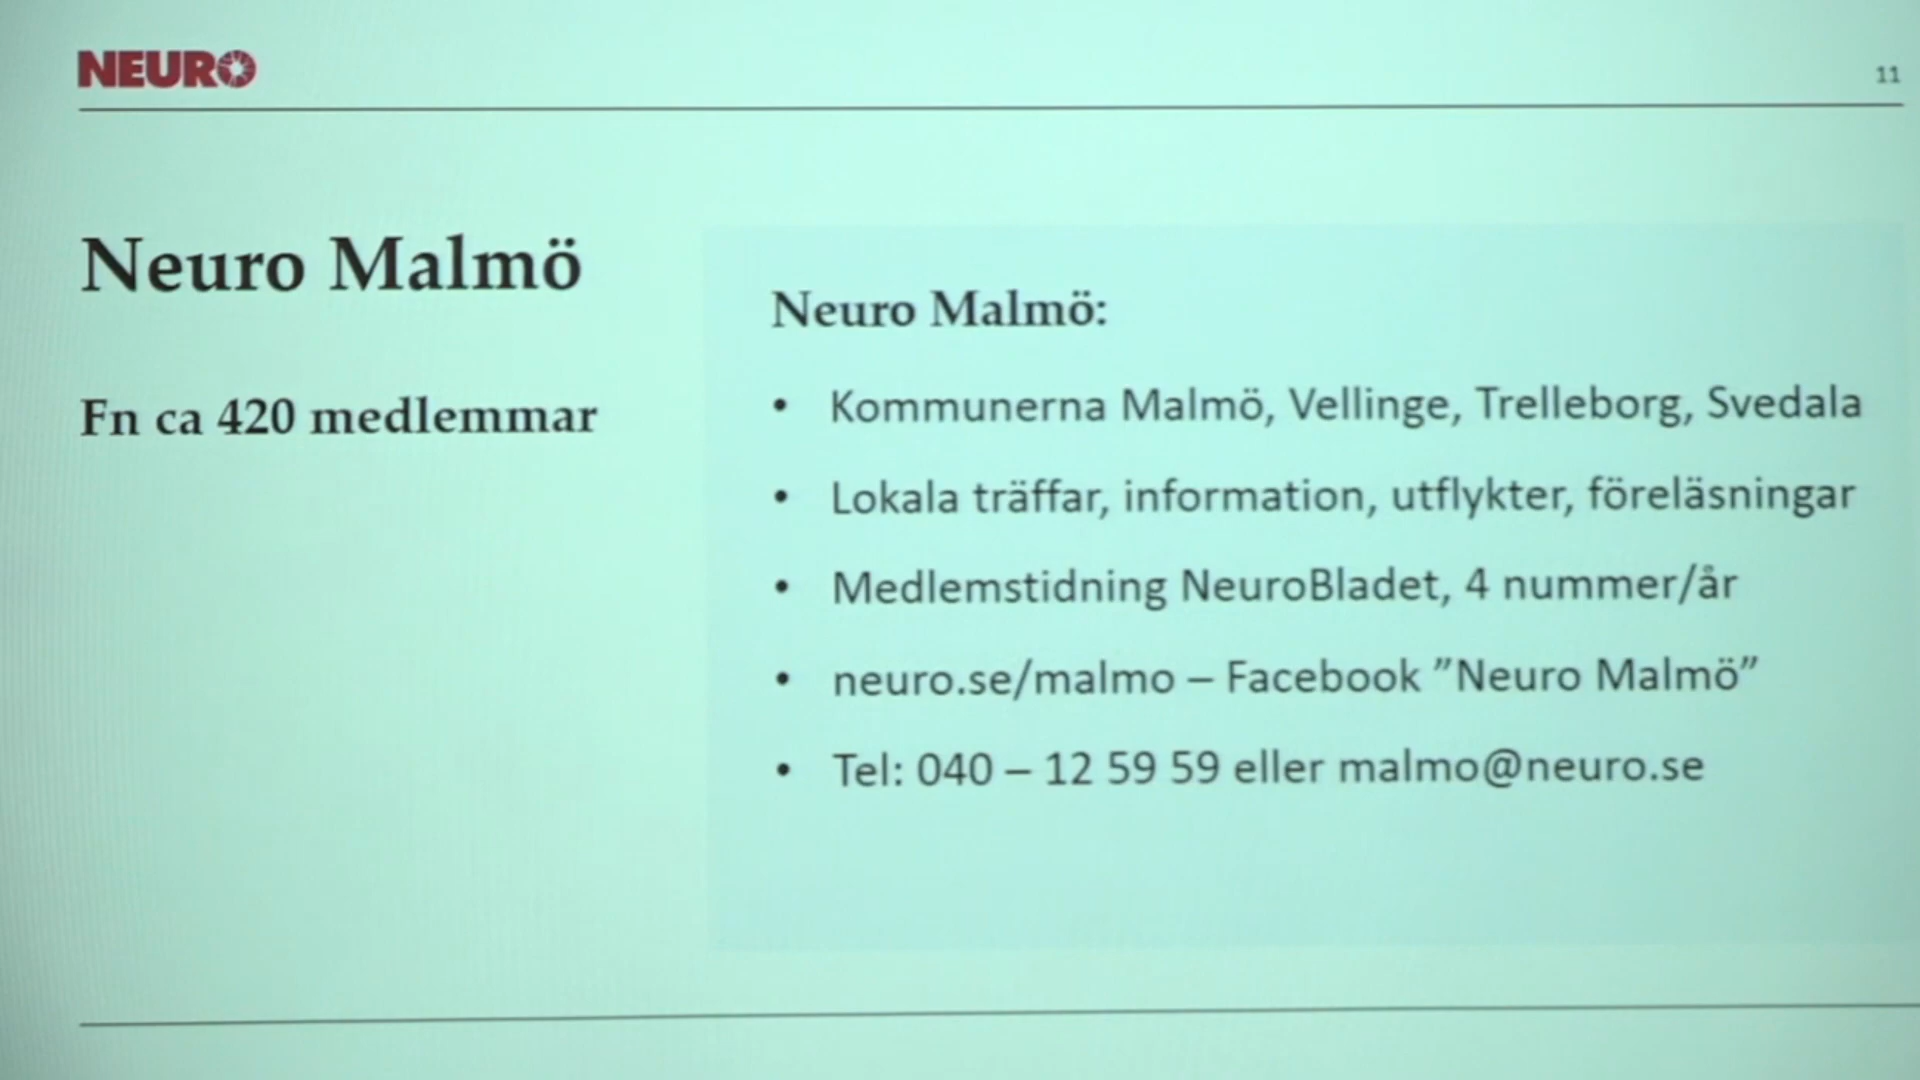 NEURO
11
Neuro Malmö
Fn ca 420 medlemmar
Neuro Malmö:
• Kommunerna Malmö, Vellinge, Trelleborg, Svedala
• Lokala träffar, information, utflykter, föreläsningar
• Medlemstidning NeuroBladet, 4 nummer/år
• neuro.se/malmo – Facebook ”Neuro Malmö”
• Tel: 040 – 12 59 59 eller malmo@neuro.se